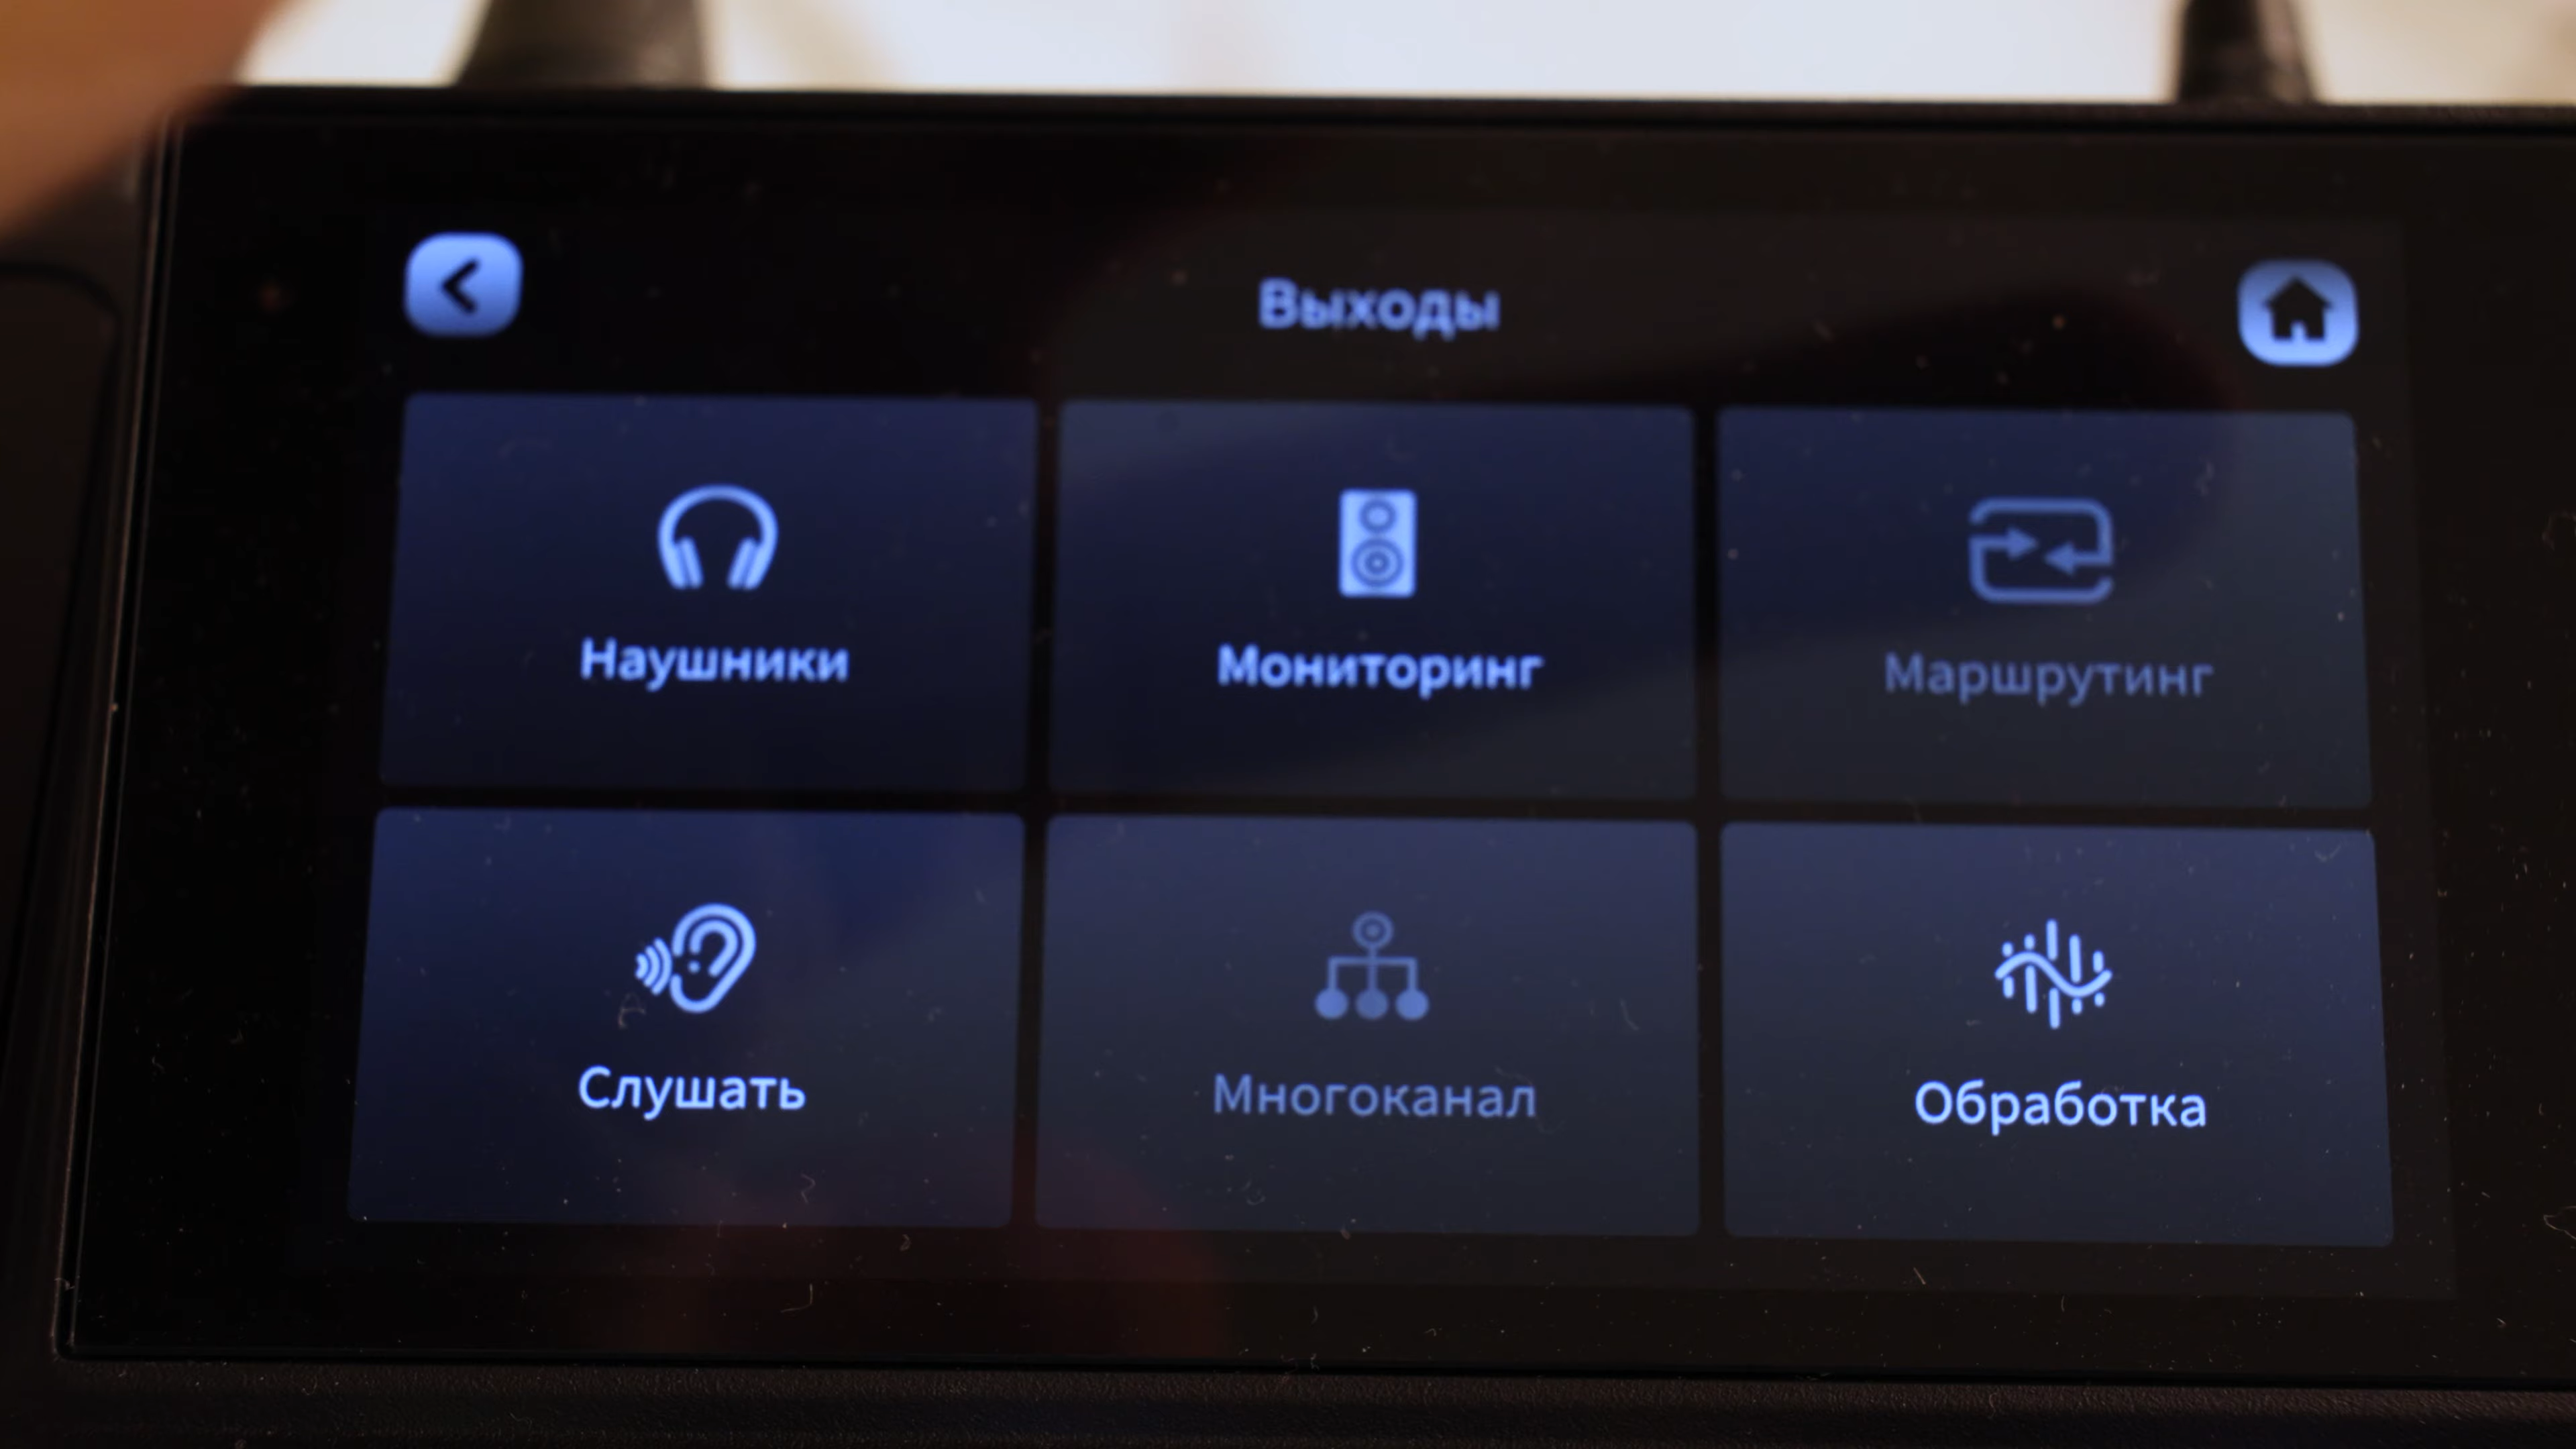 Выходы
Наушники
Мониторинг
Маршрутинг
Слушать
Многоканал
Обработка